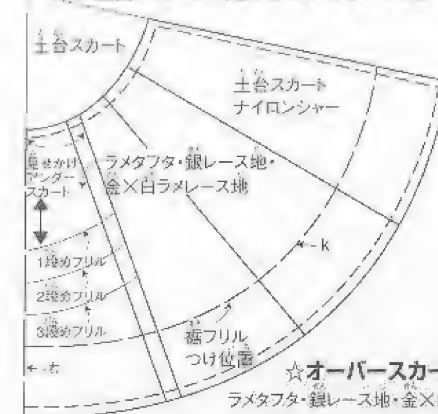 土台スカート
土台スカート
ナイロンシャー
見せかけ
アンダー
スカート
ラメタフタ・銀レース地・
金×白ラメレース地
k
1段めフリル
2段めフリル
3段めフリル
裾フリル
つけ位置
☆オーバースカー
ラメタフタ・銀レース地・金×